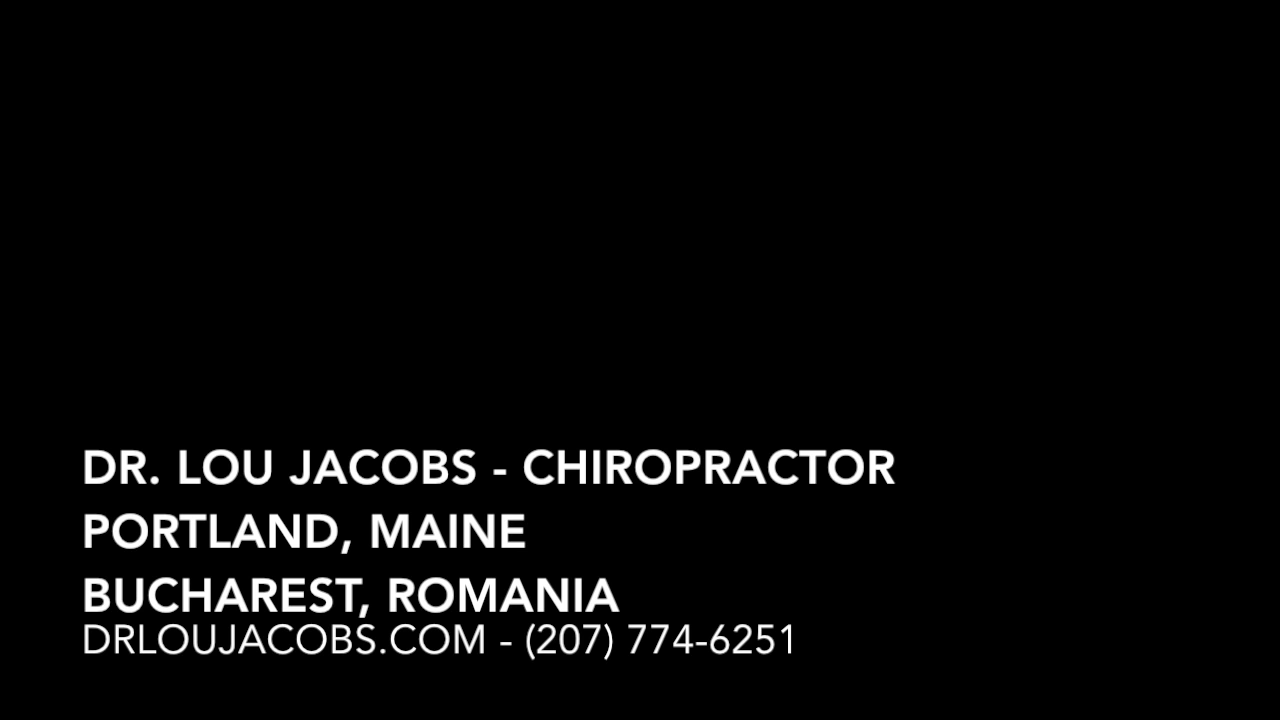 DR. LOU JACOBS - CHIROPRACTOR
PORTLAND, MAINE
BUCHAREST, ROMANIA
DRLOUJACOBS.COM - (207) 774-6251